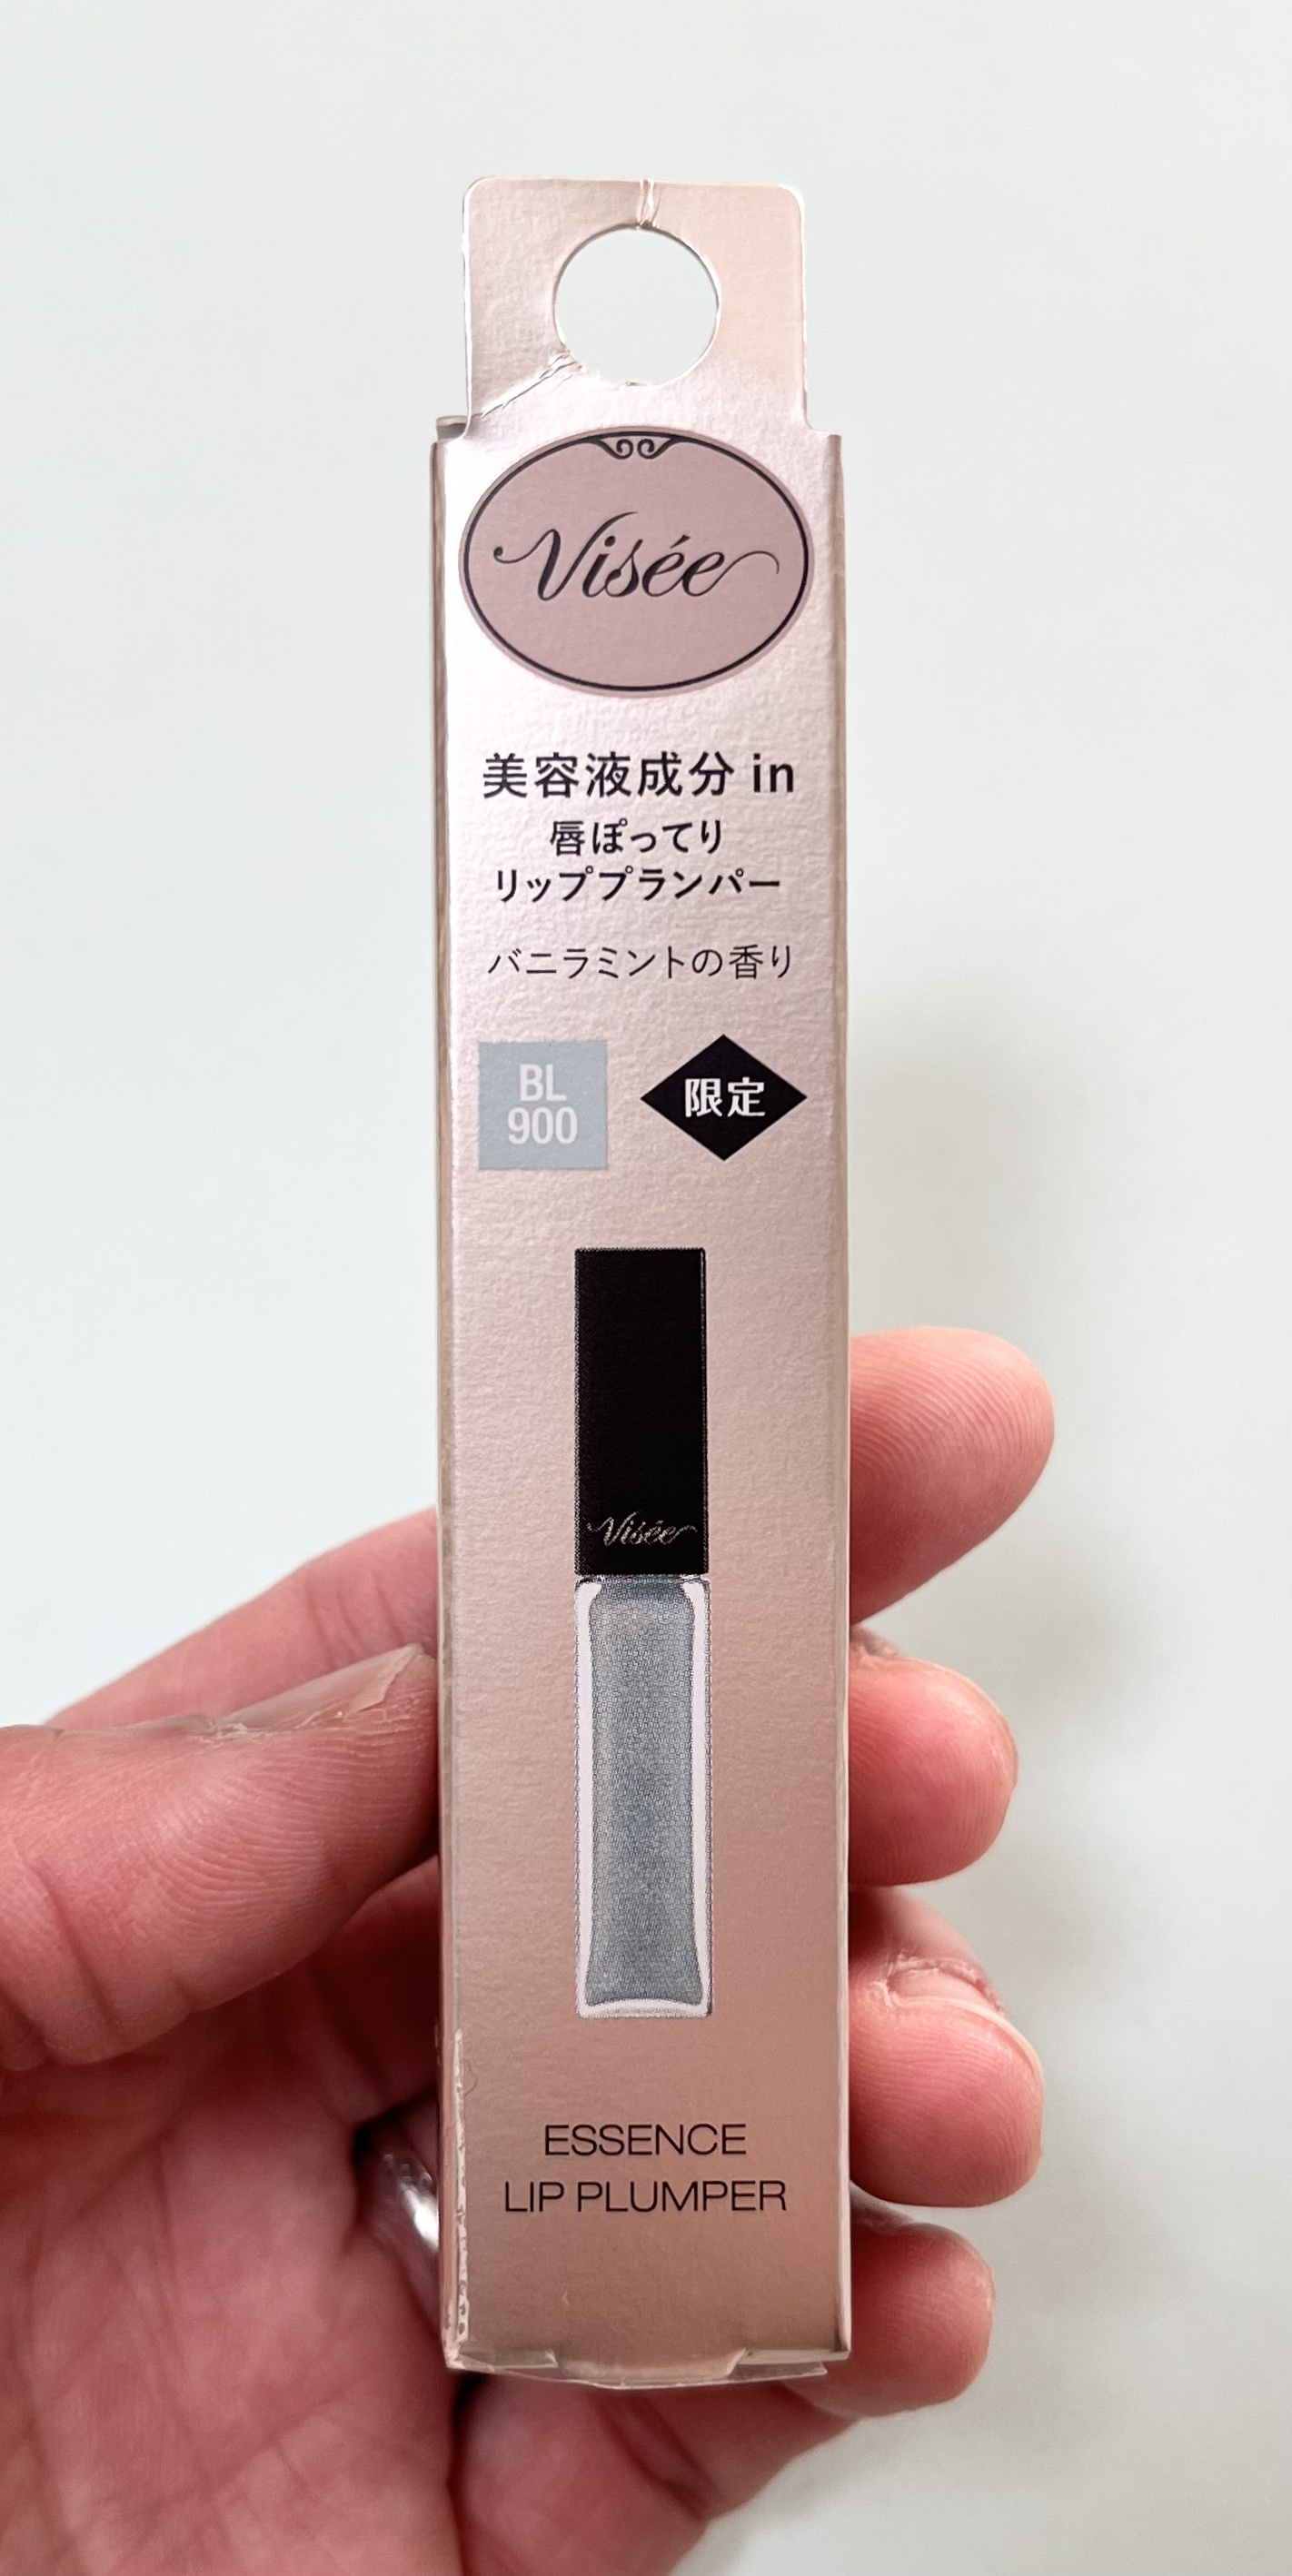 Visée
美容液成分 in
唇ぽってり
リッププランパー
バニラミントの香り
BL
900
限定
Visée
ESSENCE
LIP PLUMPER